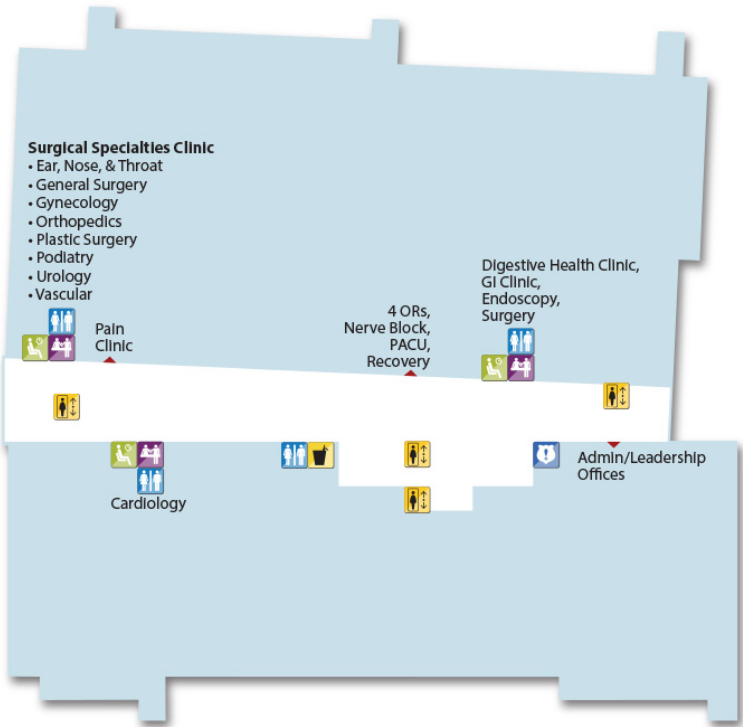 Surgical Specialties Clinic
• Ear, Nose, & Throat
• General Surgery
• Gynecology
• Orthopedics
• Plastic Surgery
• Podiatry
• Urology
• Vascular
Pain
Clinic
4 ORs,
Nerve Block,
PACU,
Recovery
Digestive Health Clinic,
GI Clinic,
Endoscopy,
Surgery
Cardiology
Admin/Leadership
Offices